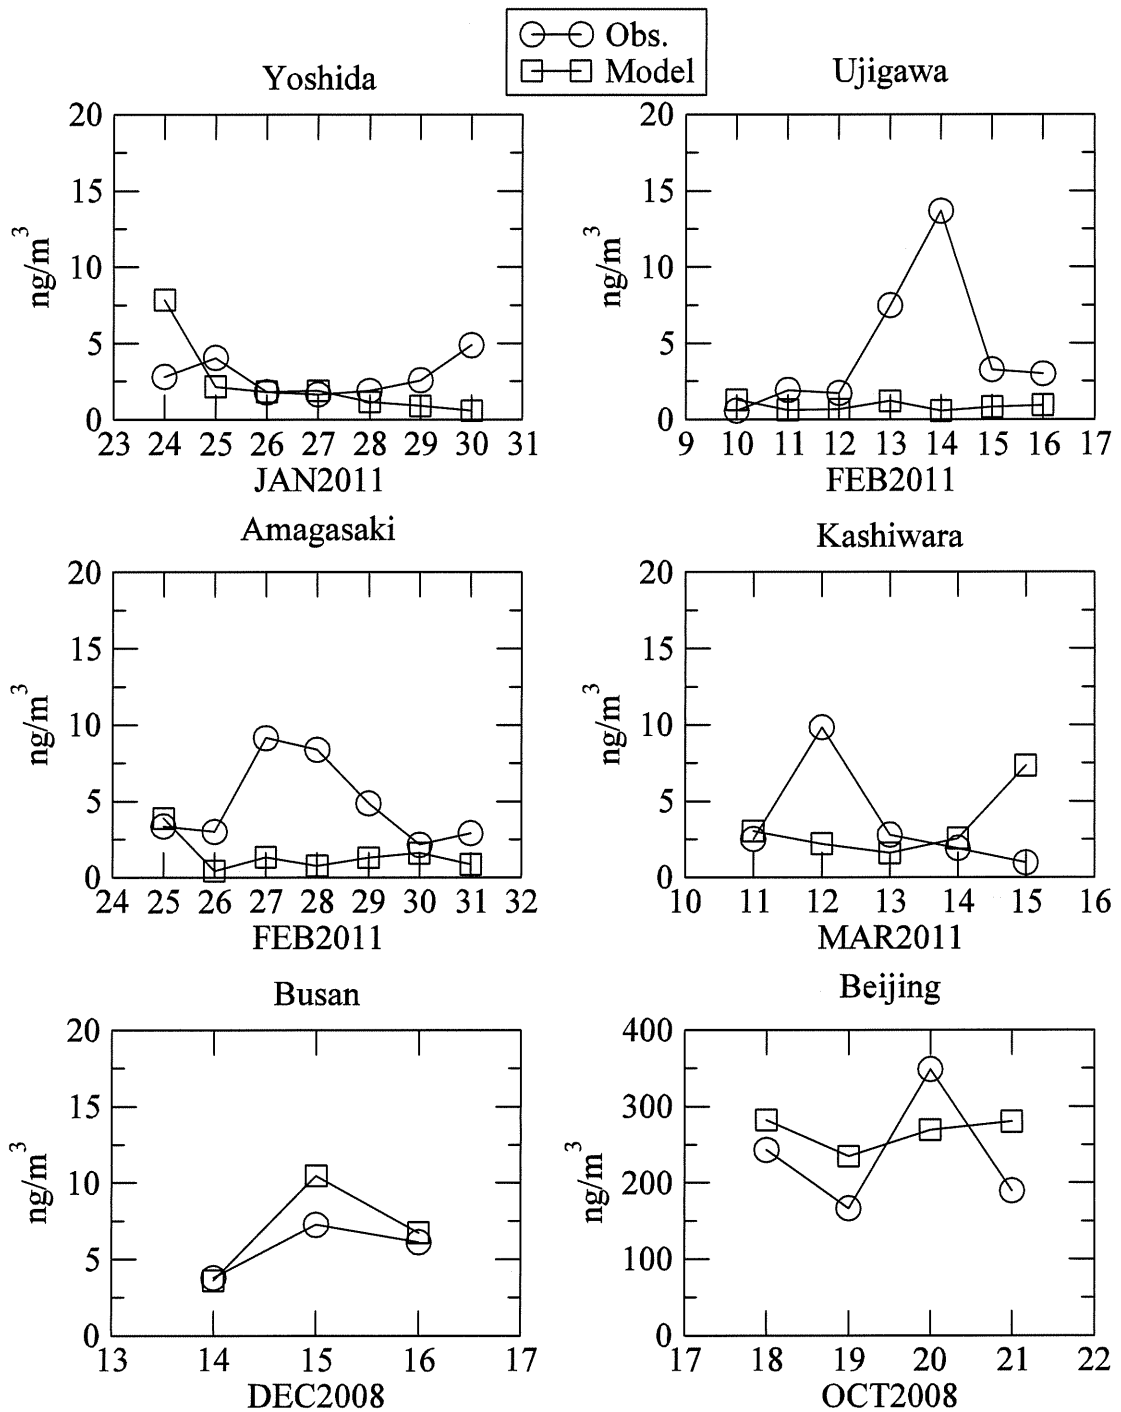 Obs.
Model
Yoshida
20
15
10
5
0
ng/m³
23 24 25 26 27 28 29 30 31
JAN2011
Ujigawa
20
15
10
5
0
ng/m³
9 10 11 12 13 14 15 16 17
FEB2011
Amagasaki
20
15
10
5
0
ng/m³
24 25 26 27 28 29 30 31 32
FEB2011
Kashiwara
20
15
10
5
0
ng/m³
10 11 12 13 14 15 16
MAR2011
Busan
20
15
10
5
0
ng/m³
13 14 15 16 17
DEC2008
Beijing
400
300
200
100
0
ng/m³
17 18 19 20 21 22
OCT2008